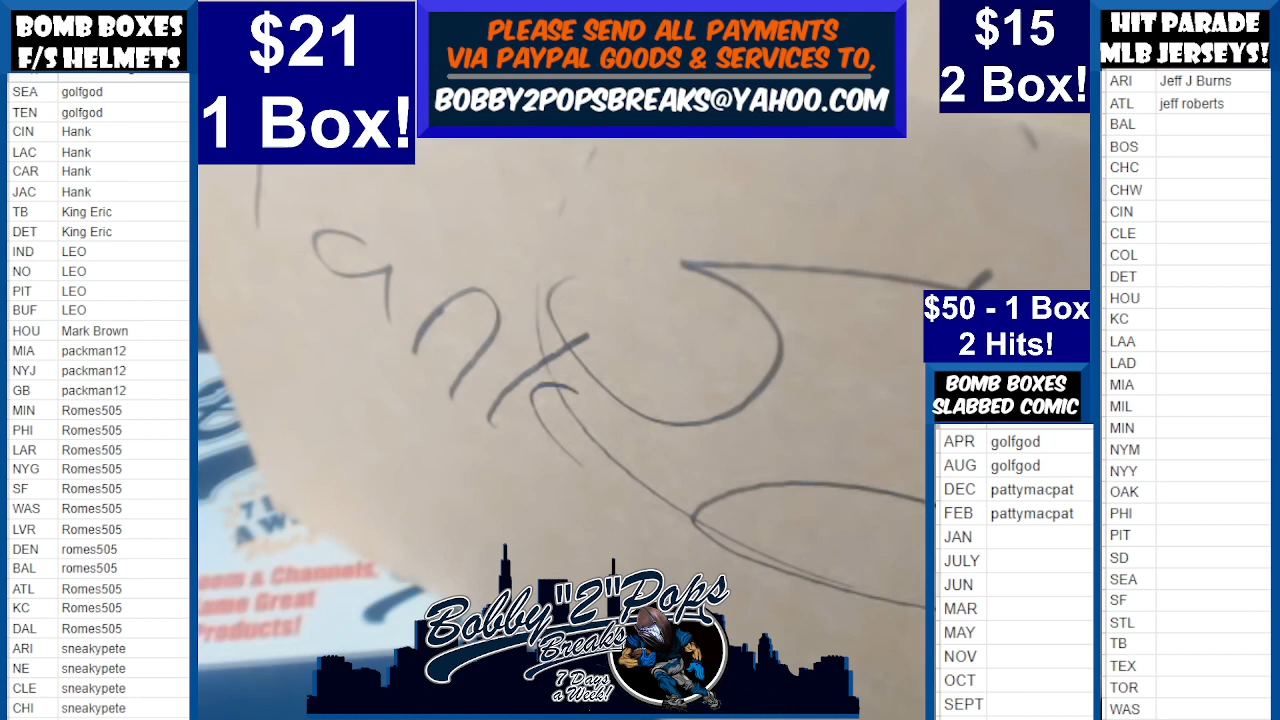 BOMB BOXES
F/S HELMETS
SEA golfgod
TEN golfgod
CIN Hank
LAC Hank
CAR Hank
JAC Hank
TB King Eric
DET King Eric
IND LEO
NO LEO
PIT LEO
BUF LEO
HOU Mark Brown
MIA packman12
NYJ packman12
GB packman12
MIN Romes505
PHI Romes505
LAR Romes505
NYG Romes505
SF Romes505
WAS Romes505
LVR Romes505
DEN romes505
BAL romes505
ATL Romes505
KC Romes505
DAL Romes505
ARI sneakypete
NE sneakypete
CLE sneakypete
CHI sneakypete
$21
1 Box!
PLEASE SEND ALL PAYMENTS
VIA PAYPAL GOODS & SERVICES TO,
BOBBY2POPSBREAKS@YAHOO.COM
& Channels,
Great
Products!
Bobby "2" Pops
Breaks
7 Days
a Week!
$15
2 Box!
$50 - 1 Box
2 Hits!
BOMB BOXES
SLABBED COMIC
APR golfgod
AUG golfgod
DEC pattymacpat
FEB pattymacpat
JAN
JULY
JUN
MAR
MAY
NOV
OCT
SEPT
HIT PARADE
MLB JERSEYS!
ARI Jeff J Burns
ATL jeff roberts
BAL
BOS
CHC
CHW
CIN
CLE
COL
DET
HOU
KC
LAA
LAD
MIA
MIL
MIN
NYM
NYY
OAK
PHI
PIT
SD
SEA
SF
STL
TB
TEX
TOR
WAS